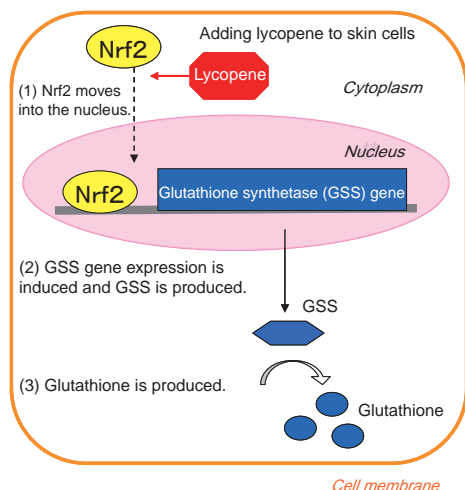 Adding lycopene to skin cells
Nrf2
Lycopene
Cytoplasm
(1) Nrf2 moves
into the nucleus.
Nucleus
Nrf2
Glutathione synthetase (GSS) gene
(2) GSS gene expression is
induced and GSS is produced.
GSS
(3) Glutathione is produced.
Glutathione
Cell membrane